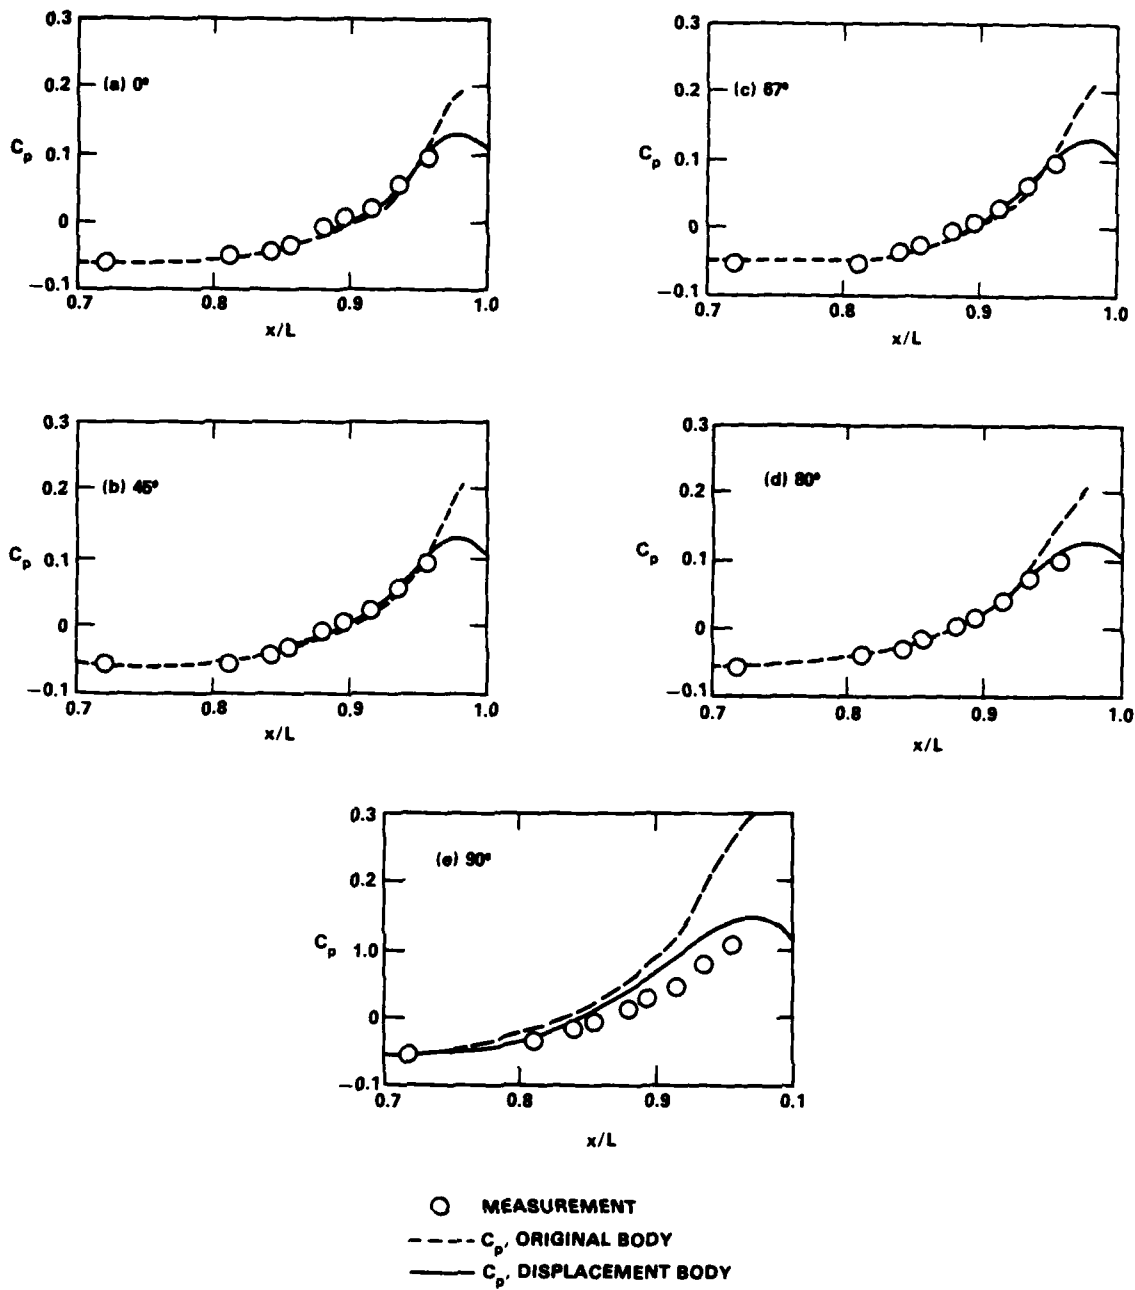 0.3
(a) 0°
0.2
Cp 0.1
0
−0.1
0.7 0.8 0.9 1.0
x/L
0.3
(c) 67°
0.2
Cp 0.1
0
−0.1
0.7 0.8 0.9 1.0
x/L
0.3
(b) 45°
0.2
Cp 0.1
0
−0.1
0.7 0.8 0.9 1.0
x/L
0.3
(d) 80°
0.2
Cp 0.1
0
−0.1
0.7 0.8 0.9 1.0
x/L
0.3
(e) 90°
0.2
Cp 1.0
0
−0.1
0.7 0.8 0.9 0.1
x/L
MEASUREMENT
Cp, ORIGINAL BODY
Cp, DISPLACEMENT BODY